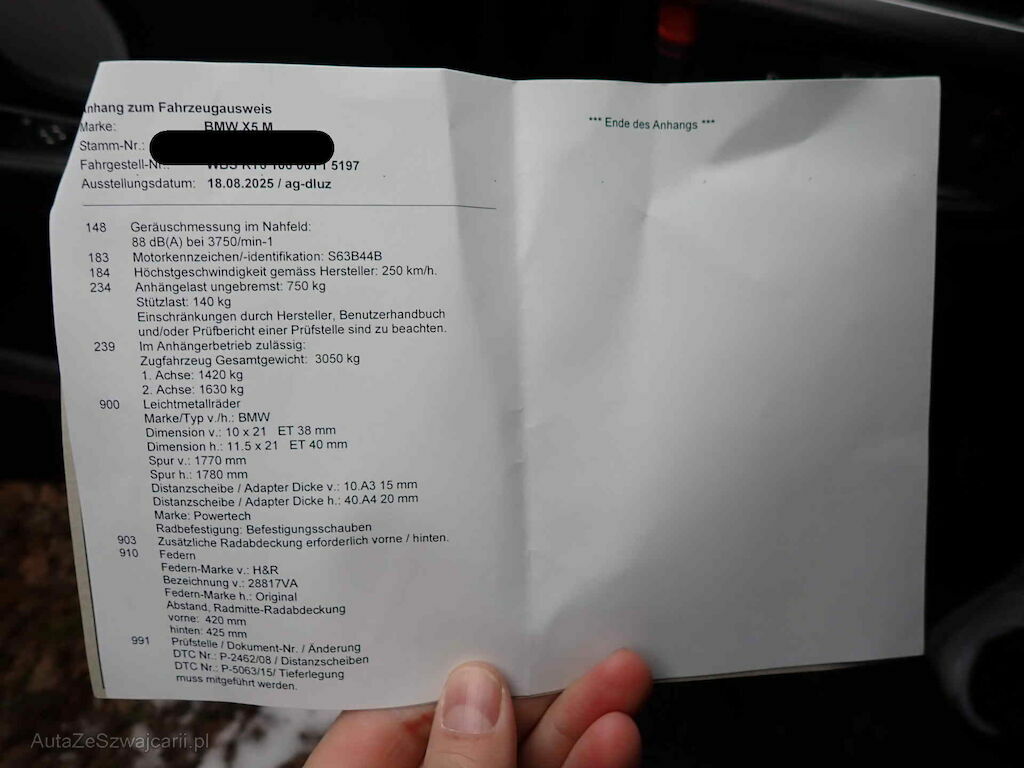 Anhang zum Fahrzeugausweis
Marke: BMW X5 M
Stamm-Nr.:
Fahrgestell-Nr.: 5197
Ausstellungsdatum: 18.08.2025 / ag-dluz
148 Geräuschmessung im Nahfeld:
88 dB(A) bei 3750/min-1
183 Motorkennzeichen/-identifikation: S63B44B
184 Höchstgeschwindigkeit gemäss Hersteller: 250 km/h.
234 Anhängelast ungebremst: 750 kg
Stützlast: 140 kg
Einschränkungen durch Hersteller, Benutzerhandbuch
und/oder Prüfbericht einer Prüfstelle sind zu beachten.
239 Im Anhängerbetrieb zulässig:
Zugfahrzeug Gesamtgewicht: 3050 kg
1. Achse: 1420 kg
2. Achse: 1630 kg
900 Leichtmetallräder
Marke/Typ v./h.: BMW
Dimension v.: 10 x 21 ET 38 mm
Dimension h.: 11.5 x 21 ET 40 mm
Spur v.: 1770 mm
Spur h.: 1780 mm
Distanzscheibe / Adapter Dicke v.: 10.A3 15 mm
Distanzscheibe / Adapter Dicke h.: 40.A4 20 mm
Marke: Powertech
Radbefestigung: Befestigungsschauben
903 Zusätzliche Radabdeckung erforderlich vorne / hinten.
910 Federn
Federn-Marke v.: H&R
Bezeichnung v.: 28817VA
Federn-Marke h.: Original
Abstand, Radmitte-Radabdeckung
vorne: 420 mm
hinten: 425 mm
991 Prüfstelle / Dokument-Nr. / Änderung
DTC Nr.: P-2462/08 / Distanzscheiben
DTC Nr.: P-5063/15/ Tieferlegung
muss mitgeführt werden.
*** Ende des Anhangs ***
AutaZeSzwajcarii.pl